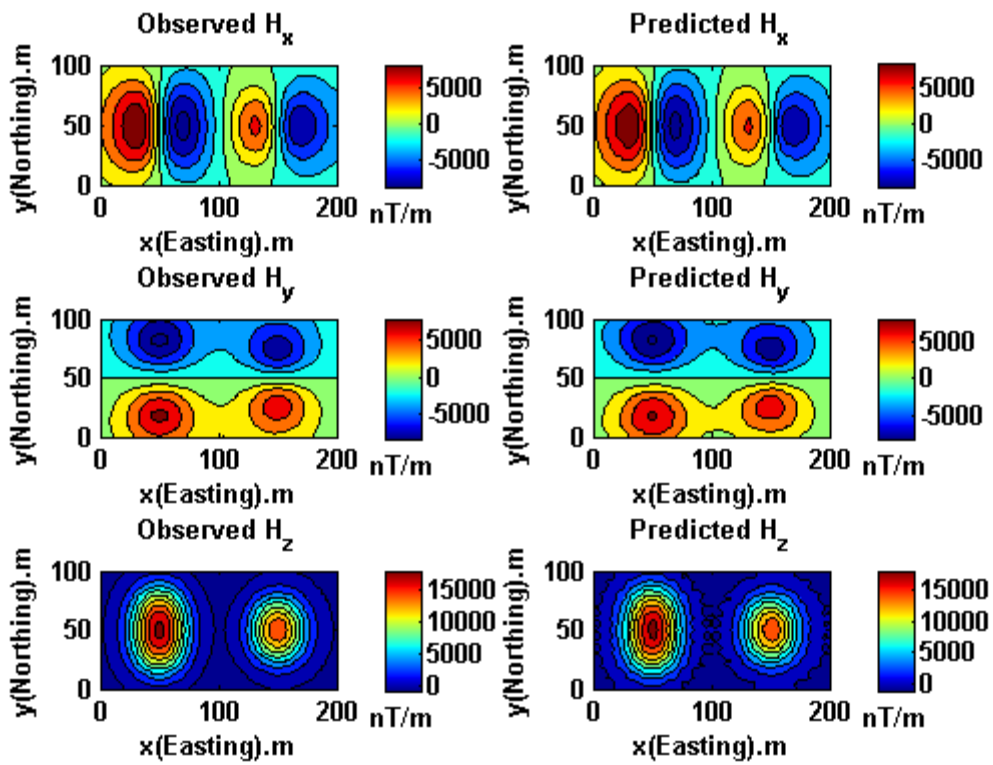 Observed Hx
Predicted Hx
y(Northing).m
100
50
0
0
100
200
x(Easting).m
5000
0
-5000
nT/m
y(Northing).m
100
50
0
0
100
200
x(Easting).m
5000
0
-5000
nT/m
Observed Hy
Predicted Hy
y(Northing).m
100
50
0
0
100
200
x(Easting).m
5000
0
-5000
nT/m
y(Northing).m
100
50
0
0
100
200
x(Easting).m
5000
0
-5000
nT/m
Observed Hz
Predicted Hz
y(Northing).m
100
50
0
0
100
200
x(Easting).m
15000
10000
5000
0
nT/m
y(Northing).m
100
50
0
0
100
200
x(Easting).m
15000
10000
5000
0
nT/m